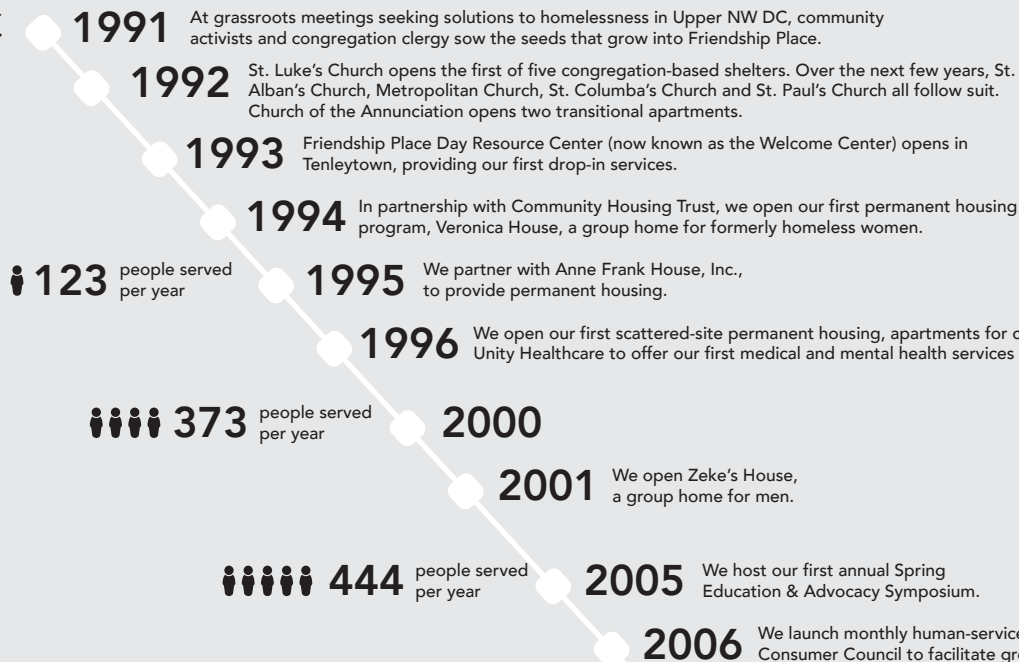 1991
At grassroots meetings seeking solutions to homelessness in Upper NW DC, community
activists and congregation clergy sow the seeds that grow into Friendship Place.
1992
St. Luke's Church opens the first of five congregation-based shelters. Over the next few years, St.
Alban's Church, Metropolitan Church, St. Columba's Church and St. Paul's Church all follow suit.
Church of the Annunciation opens two transitional apartments.
1993
Friendship Place Day Resource Center (now known as the Welcome Center) opens in
Tenleytown, providing our first drop-in services.
1994
In partnership with Community Housing Trust, we open our first permanent housing
program, Veronica House, a group home for formerly homeless women.
123
people served
per year
1995
We partner with Anne Frank House, Inc.,
to provide permanent housing.
1996
We open our first scattered-site permanent housing, apartments for
Unity Healthcare to offer our first medical and mental health services
373
people served
per year
2000
2001
We open Zeke's House,
a group home for men.
444
people served
per year
2005
We host our first annual Spring
Education & Advocacy Symposium.
2006
We launch monthly
Consumer Council to facilitate